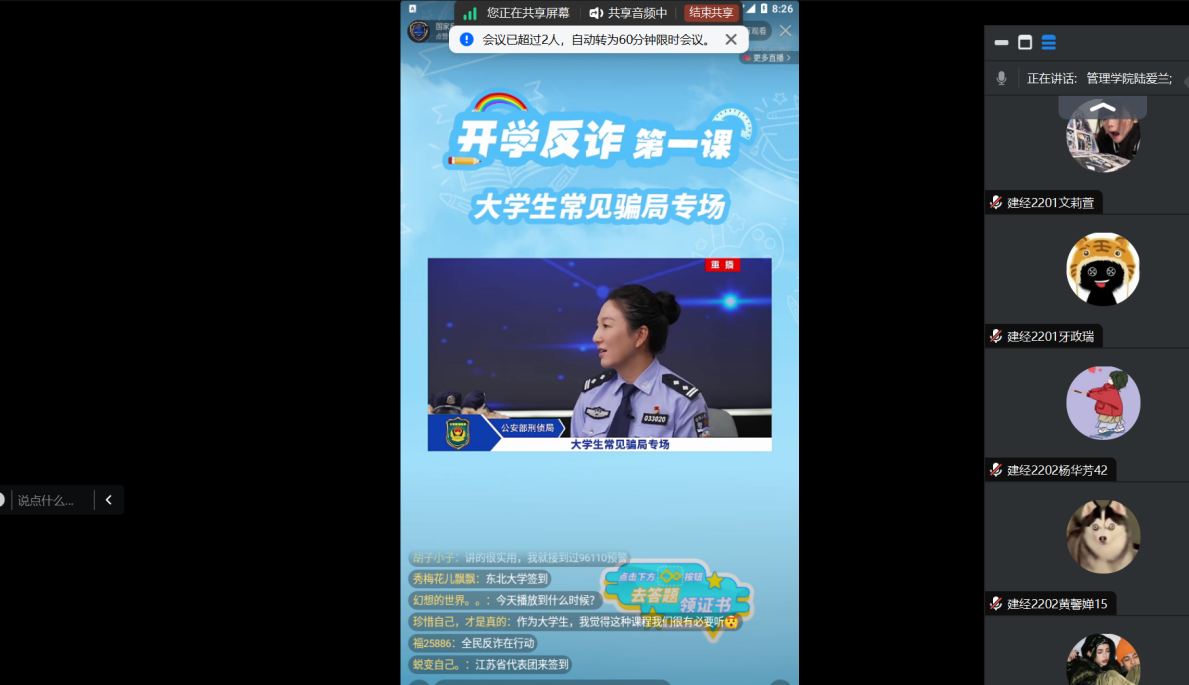 您正在共享屏幕
共享音频中
结束共享
8:26
会议已超过2人，自动转为60分钟限时会议。
更多直播
开学反诈 第一课
大学生常见骗局专场
重播
033020
公安部刑侦局
大学生常见骗局专场
胡子小子：讲的很实用，我就接到过96110预警
秀梅花儿飘飘：东北大学签到
幻想的世界。。：今天播放到什么时候？
珍惜自己，才是真的：作为大学生，我觉得这种课程我们很有必要听
福25886：全民反诈在行动
蜕变自己。：江苏省代表团来签到
点击下方
按钮
去答题
领证书
说点什么...
正在讲话: 管理学院陆爱兰;
建经2201文莉萱
建经2201牙政瑞
建经2202杨华芳42
建经2202黄馨婵15